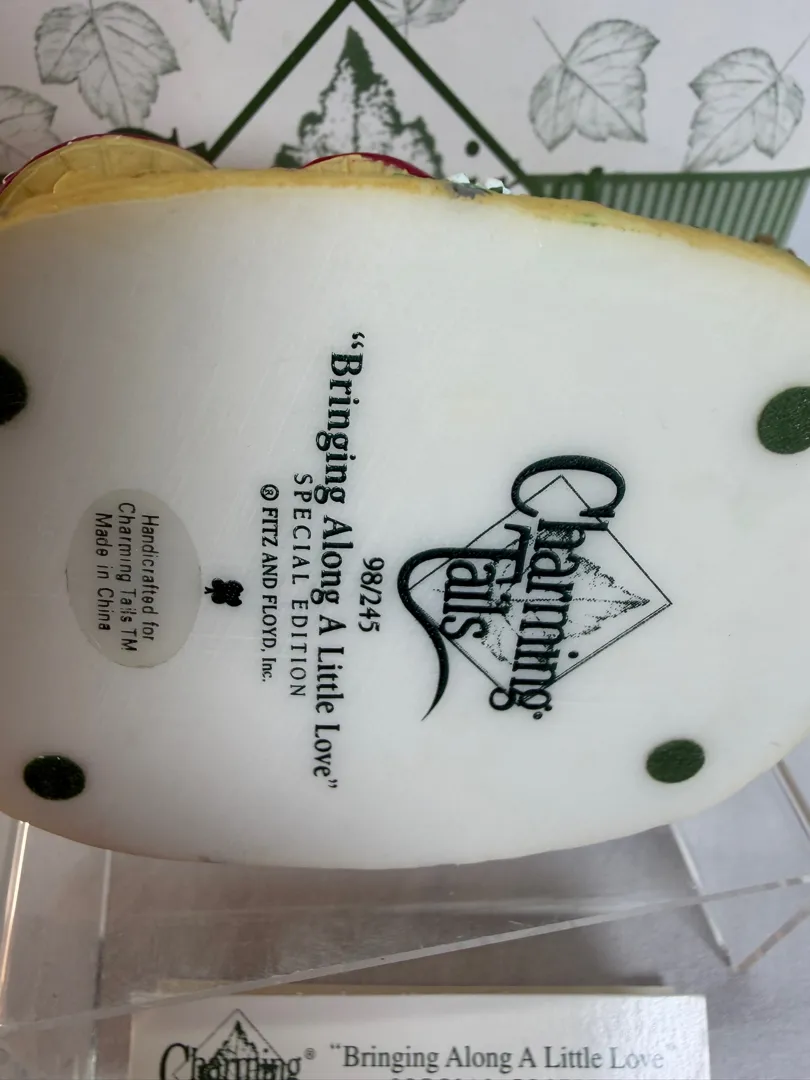 Charming
Tails®
98/245
"Bringing Along A Little Love"
SPECIAL EDITION
® FITZ AND FLOYD, Inc.
Handicrafted for
Charming Tails TM
Made in China
Charming®
"Bringing Along A Little Love"